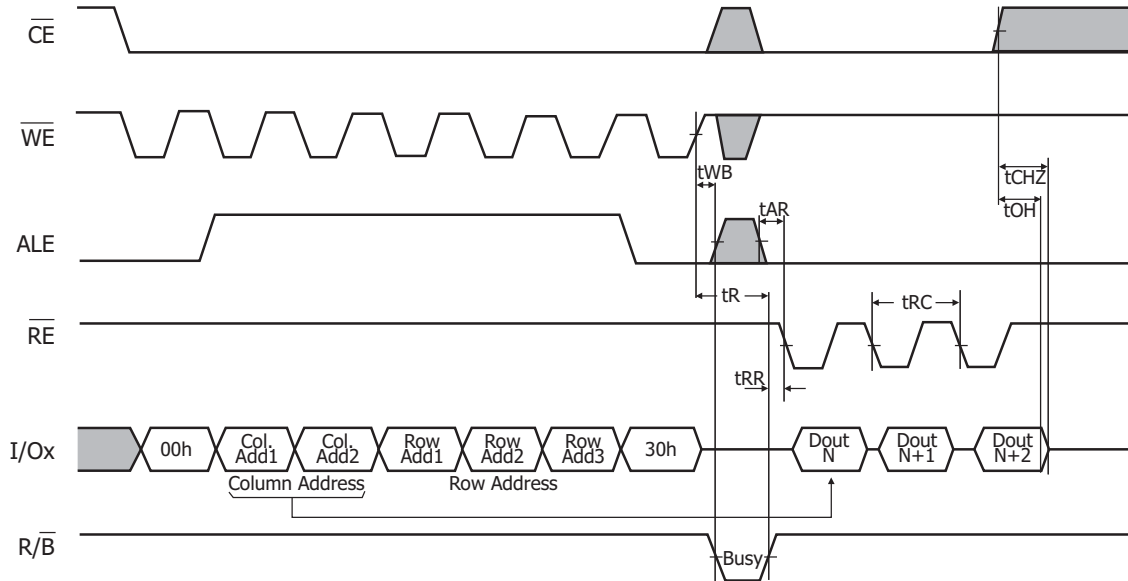 CE
WE
tWB
tCHZ
tAR
tOH
ALE
tR
tRC
RE
tRR
I/Ox
00h
Col.
Add1
Col.
Add2
Row
Add1
Row
Add2
Row
Add3
30h
Dout
N
Dout
N+1
Dout
N+2
Column Address
Row Address
R/B
Busy